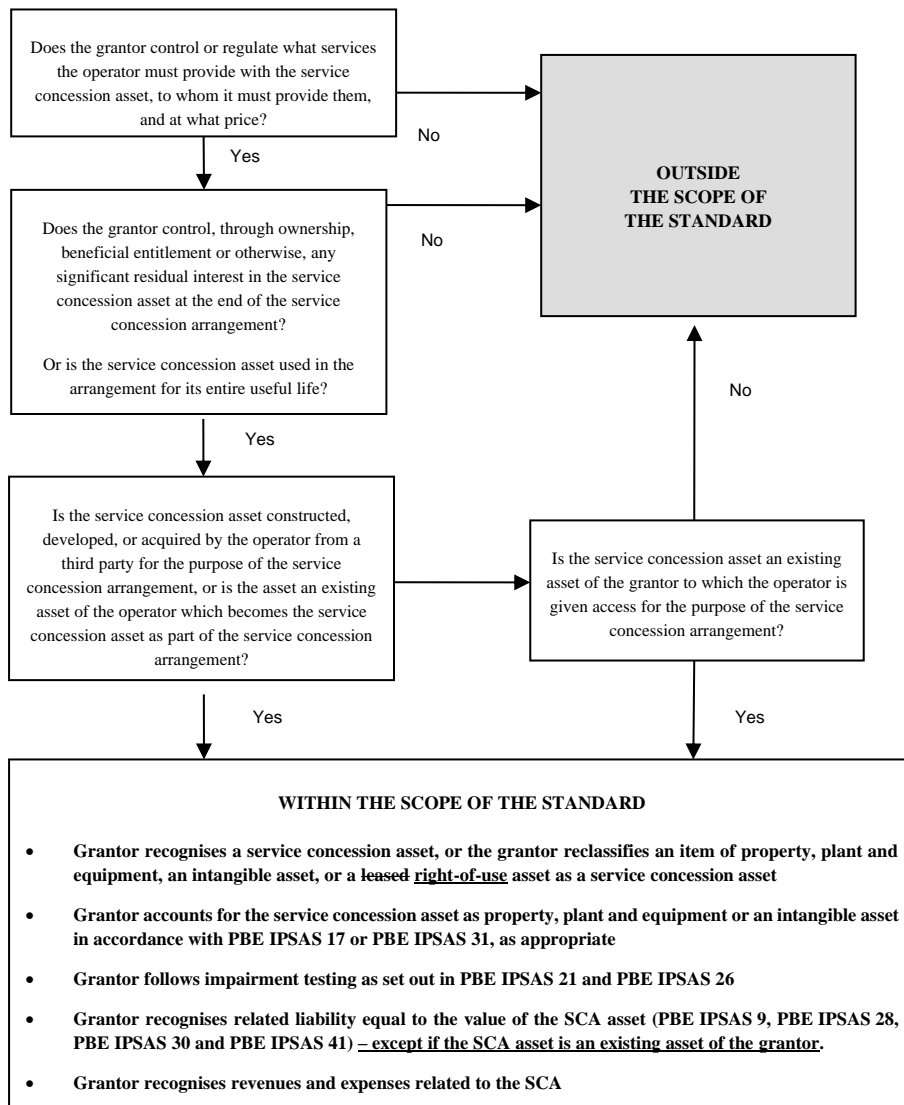 Does the grantor control or regulate what services
the operator must provide with the service
concession asset, to whom it must provide them,
and at what price?
No
Yes
OUTSIDE
THE SCOPE OF
THE STANDARD
Does the grantor control, through ownership,
beneficial entitlement or otherwise, any
significant residual interest in the service
concession asset at the end of the service
concession arrangement?
Or is the service concession asset used in the
arrangement for its entire useful life?
No
No
Yes
Is the service concession asset constructed,
developed, or acquired by the operator from a
third party for the purpose of the service
concession arrangement, or is the asset an existing
asset of the operator which becomes the service
concession asset as part of the service concession
arrangement?
Is the service concession asset an existing
asset of the grantor to which the operator is
given access for the purpose of the service
concession arrangement?
Yes
Yes
WITHIN THE SCOPE OF THE STANDARD
• Grantor recognises a service concession asset, or the grantor reclassifies an item of property, plant and
equipment, an intangible asset, or a leased right-of-use asset as a service concession asset
• Grantor accounts for the service concession asset as property, plant and equipment or an intangible asset
in accordance with PBE IPSAS 17 or PBE IPSAS 31, as appropriate
• Grantor follows impairment testing as set out in PBE IPSAS 21 and PBE IPSAS 26
• Grantor recognises related liability equal to the value of the SCA asset (PBE IPSAS 9, PBE IPSAS 28,
PBE IPSAS 30 and PBE IPSAS 41) – except if the SCA asset is an existing asset of the grantor.
• Grantor recognises revenues and expenses related to the SCA